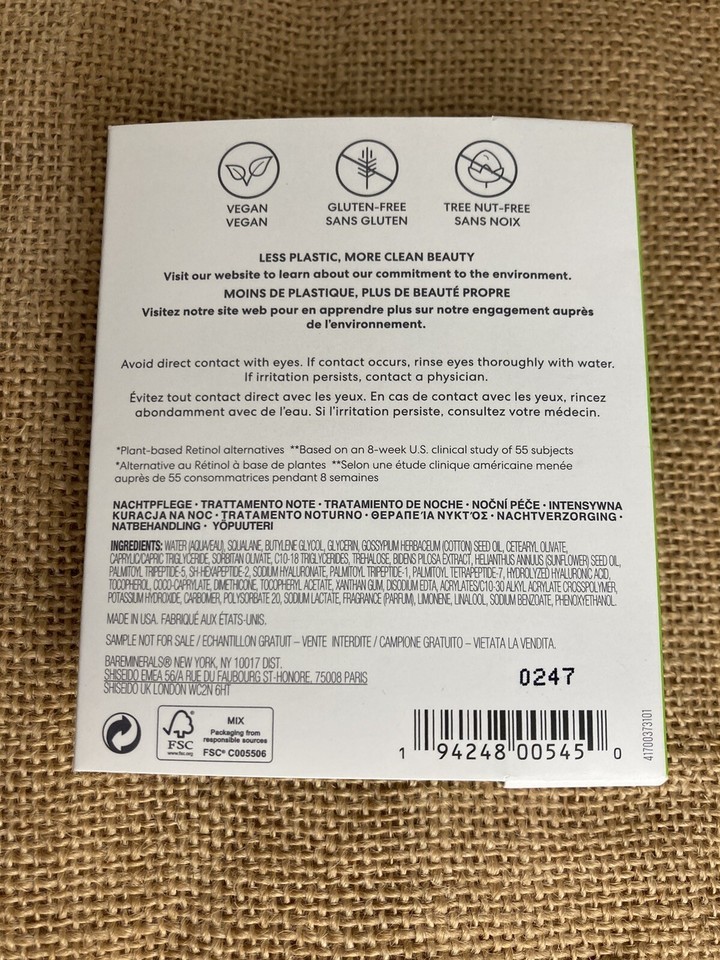 VEGAN GLUTEN-FREE TREE NUT-FREE
VEGAN SANS GLUTEN SANS NOIX
LESS PLASTIC, MORE CLEAN BEAUTY
Visit our website to learn about our commitment to the environment.
MOINS DE PLASTIQUE, PLUS DE BEAUTÉ PROPRE
Visitez notre site web pour en apprendre plus sur notre engagement auprès
de l'environnement.
Avoid direct contact with eyes. If contact occurs, rinse eyes thoroughly with water.
If irritation persists, contact a physician.
Évitez tout contact direct avec les yeux. En cas de contact avec les yeux, rincez
abondamment avec de l'eau. Si l'irritation persiste, consultez votre médecin.
*Plant-based Retinol alternatives **Based on an 8-week U.S. clinical study of 55 subjects
*Alternative au Rétinol à base de plantes **Selon une étude clinique américaine menée
auprès de 55 consommatrices pendant 8 semaines
NACHTPFLEGE · TRATTAMENTO NOTE · TRATAMIENTO DE NOCHE · NOČNÍ PÉČE · INTENSYWNA
KURACJA NA NOC · TRATAMENTO NOTURNO · ΘΕΡΑΠΕΊΑ ΝΥΚΤΌΣ · NACHTVERZORGING ·
NATBEHANDLING · YÖPUUTERI
INGREDIENTS: WATER (AQUA/EAU), SQUALANE, BUTYLENE GLYCOL, GLYCERIN, GOSSYPIUM HERBACEUM (COTTON) SEED OIL, CETEARYL OLIVATE,
CAPRYLIC/CAPRIC TRIGLYCERIDE, SORBITAN OLIVATE, C10-18 TRIGLYCERIDES, TREHALOSE, BIDENS PILOSA EXTRACT, HELIANTHUS ANNUUS (SUNFLOWER) SEED OIL,
PALMITOYL TRIPEPTIDE-5, SH-HEXAPEPTIDE-2, SODIUM HYALURONATE, PALMITOYL TRIPEPTIDE-1, PALMITOYL TETRAPEPTIDE-7, HYDROLYZED HYALURONIC ACID,
TOCOPHEROL, COCO-CAPRYLATE, DIMETHICONE, TOCOPHERYL ACETATE, XANTHAN GUM, DISODIUM EDTA, ACRYLATES/C10-30 ALKYL ACRYLATE CROSSPOLYMER,
POTASSIUM HYDROXIDE, CARBOMER, POLYSORBATE 20, SODIUM LACTATE, FRAGRANCE (PARFUM), LIMONENE, LINALOOL, SODIUM BENZOATE, PHENOXYETHANOL.
MADE IN USA. FABRIQUÉ AUX ÉTATS-UNIS.
SAMPLE NOT FOR SALE / ECHANTILLON GRATUIT – VENTE INTERDITE / CAMPIONE GRATUITO – VIETATA LA VENDITA.
BAREMINERALS® NEW YORK, NY 10017 DIST.
SHISEIDO EMEA 56/A RUE DU FAUBOURG ST-HONORE, 75008 PARIS
SHISEIDO UK LONDON WC2N 6HT
0247
FSC
www.fsc.org
MIX
Packaging from
responsible sources
FSC® C005506
1 94248 00545 0
41700373101